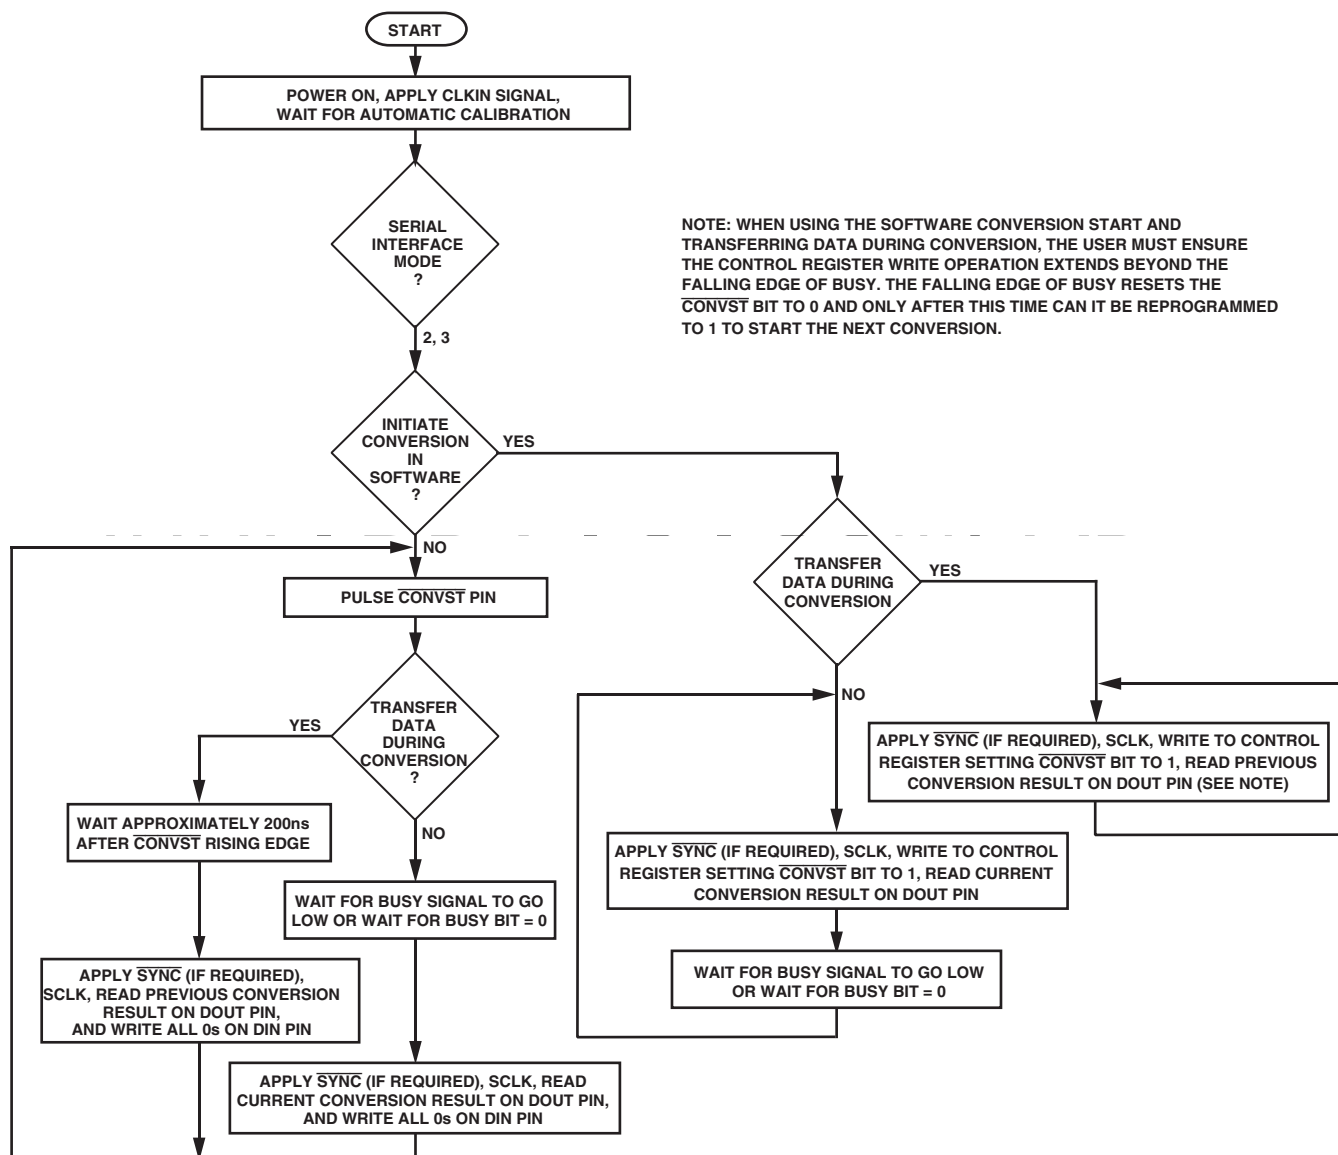 START
POWER ON, APPLY CLKIN SIGNAL,
WAIT FOR AUTOMATIC CALIBRATION
SERIAL
INTERFACE
MODE
?
2, 3
NOTE: WHEN USING THE SOFTWARE CONVERSION START AND
TRANSFERRING DATA DURING CONVERSION, THE USER MUST ENSURE
THE CONTROL REGISTER WRITE OPERATION EXTENDS BEYOND THE
FALLING EDGE OF BUSY. THE FALLING EDGE OF BUSY RESETS THE
CONVST BIT TO 0 AND ONLY AFTER THIS TIME CAN IT BE REPROGRAMMED
TO 1 TO START THE NEXT CONVERSION.
INITIATE
CONVERSION
IN
SOFTWARE
?
YES
NO
PULSE CONVST PIN
TRANSFER
DATA
DURING
CONVERSION
?
YES
NO
WAIT APPROXIMATELY 200ns
AFTER CONVST RISING EDGE
APPLY SYNC (IF REQUIRED),
SCLK, READ PREVIOUS CONVERSION
RESULT ON DOUT PIN,
AND WRITE ALL 0s ON DIN PIN
WAIT FOR BUSY SIGNAL TO GO
LOW OR WAIT FOR BUSY BIT = 0
APPLY SYNC (IF REQUIRED), SCLK, READ
CURRENT CONVERSION RESULT ON DOUT PIN,
AND WRITE ALL 0s ON DIN PIN
TRANSFER
DATA DURING
CONVERSION
YES
NO
APPLY SYNC (IF REQUIRED), SCLK, WRITE TO CONTROL
REGISTER SETTING CONVST BIT TO 1, READ PREVIOUS
CONVERSION RESULT ON DOUT PIN (SEE NOTE)
APPLY SYNC (IF REQUIRED), SCLK, WRITE TO CONTROL
REGISTER SETTING CONVST BIT TO 1, READ CURRENT
CONVERSION RESULT ON DOUT PIN
WAIT FOR BUSY SIGNAL TO GO LOW
OR WAIT FOR BUSY BIT = 0